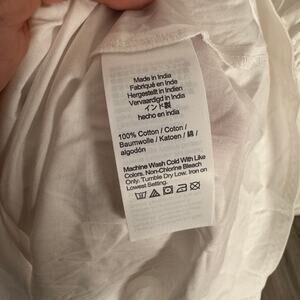 Made in India
Fabriqué en Inde
Hergestellt in Indien
Vervaardigd in India
インド製
hecho en India
100% Cotton / Coton /
Baumwolle / Katoen / 綿 /
algodón
Machine Wash Cold With Like
Colors. Non-Chlorine Bleach
Only. Tumble Dry Low. Iron on
Lowest Setting.